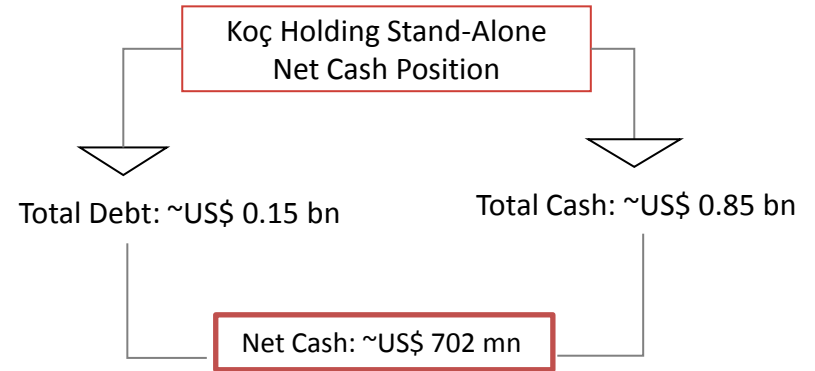 Koç Holding Stand-Alone
Net Cash Position
Total Debt: ~US$ 0.15 bn
Total Cash: ~US$ 0.85 bn
Net Cash: ~US$ 702 mn